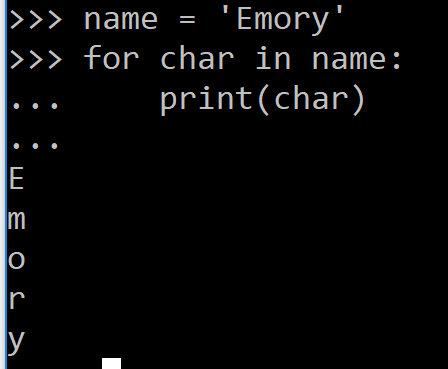 >>> name = 'Emory'
>>> for char in name:
...     print(char)
...
E
m
o
r
y